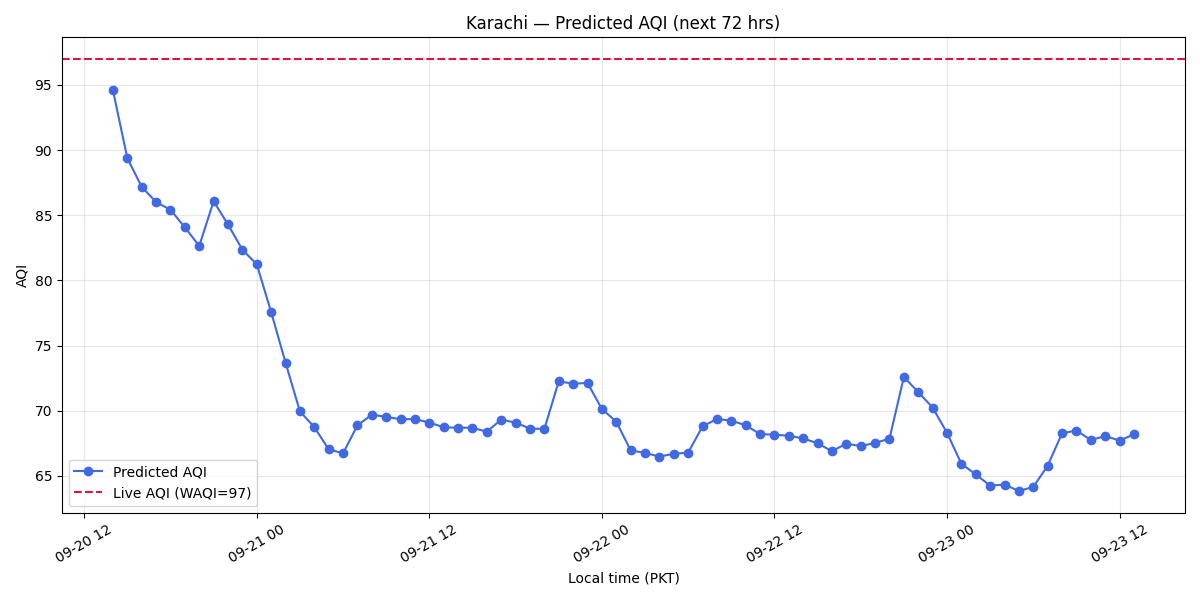 Karachi — Predicted AQI (next 72 hrs)
AQI
95
90
85
80
75
70
65
Predicted AQI
Live AQI (WAQI=97)
09-20 12
09-21 00
09-21 12
09-22 00
09-22 12
09-23 00
09-23 12
Local time (PKT)